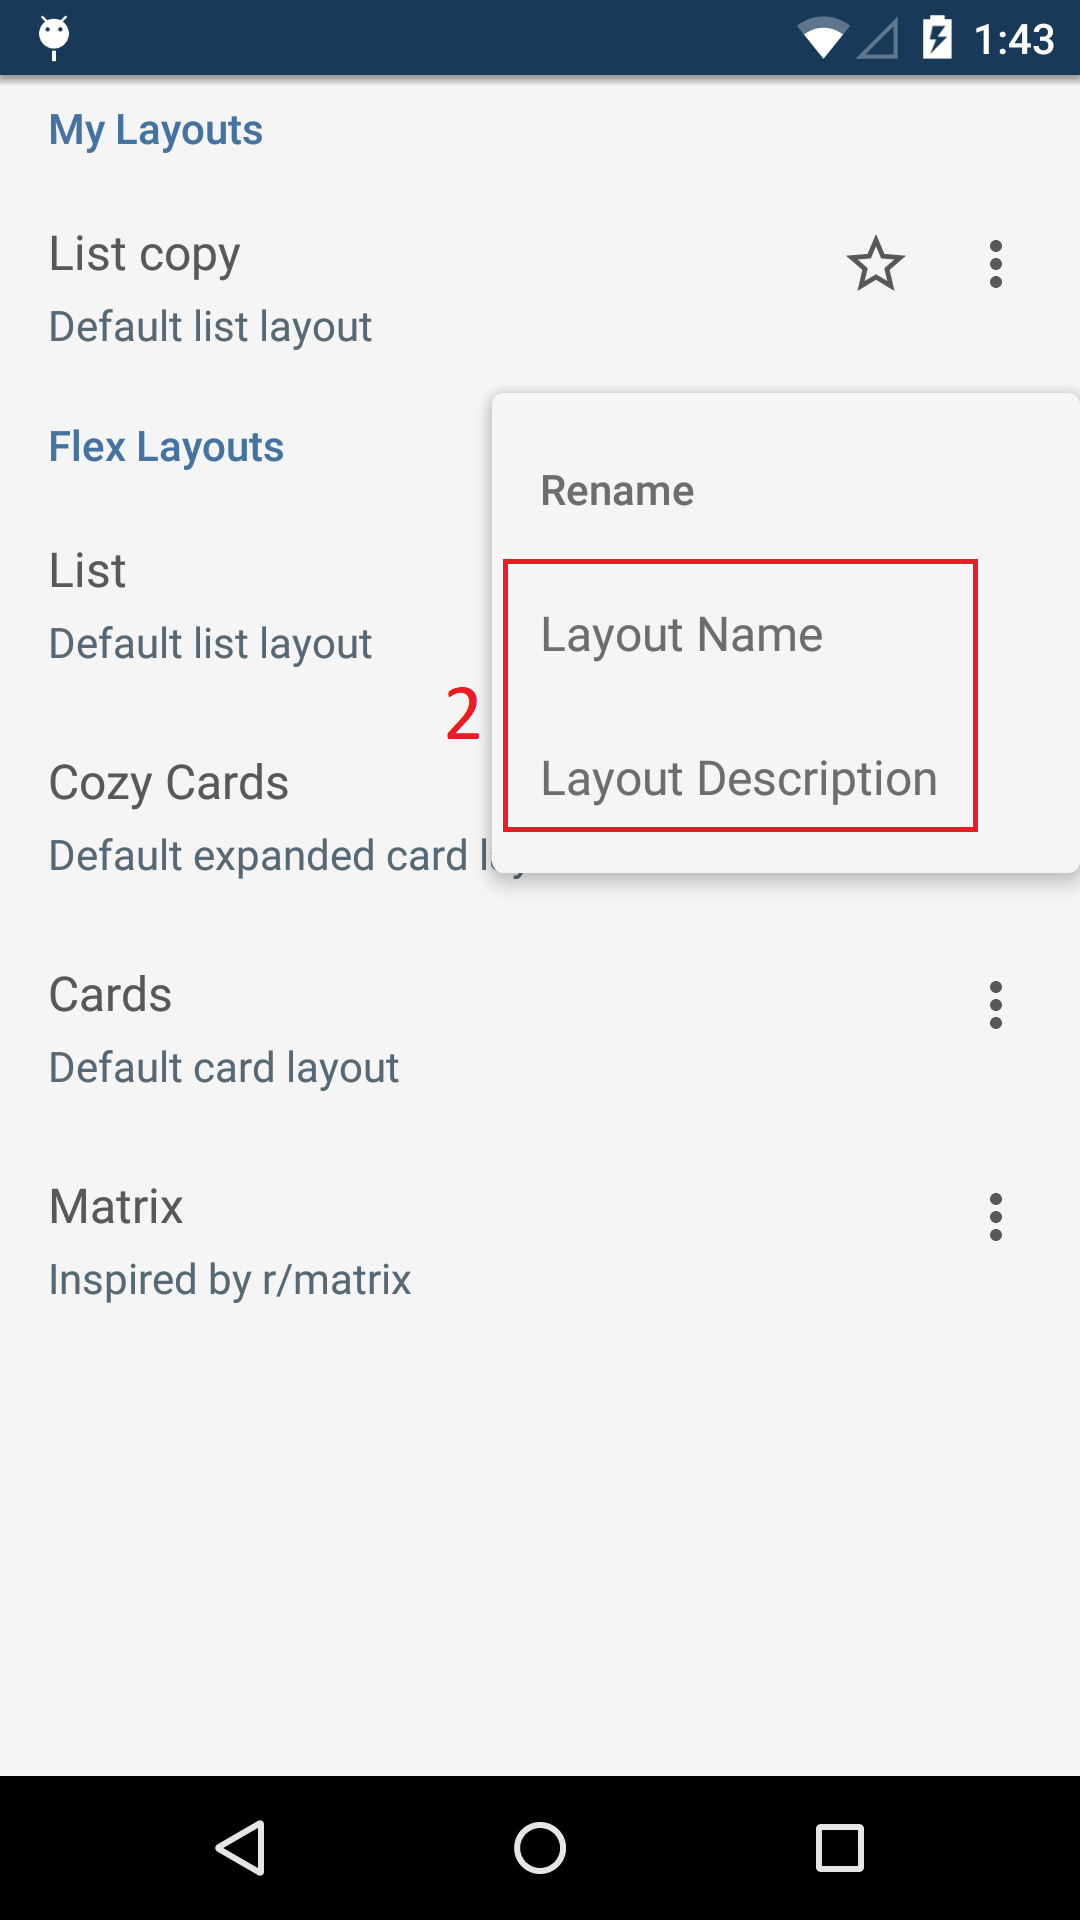 1:43
My Layouts
List copy
Default list layout
Flex Layouts
Rename
List
Layout Name
Default list layout
2
Layout Description
Cozy Cards
Default expanded card
Cards
Default card layout
Matrix
Inspired by r/matrix